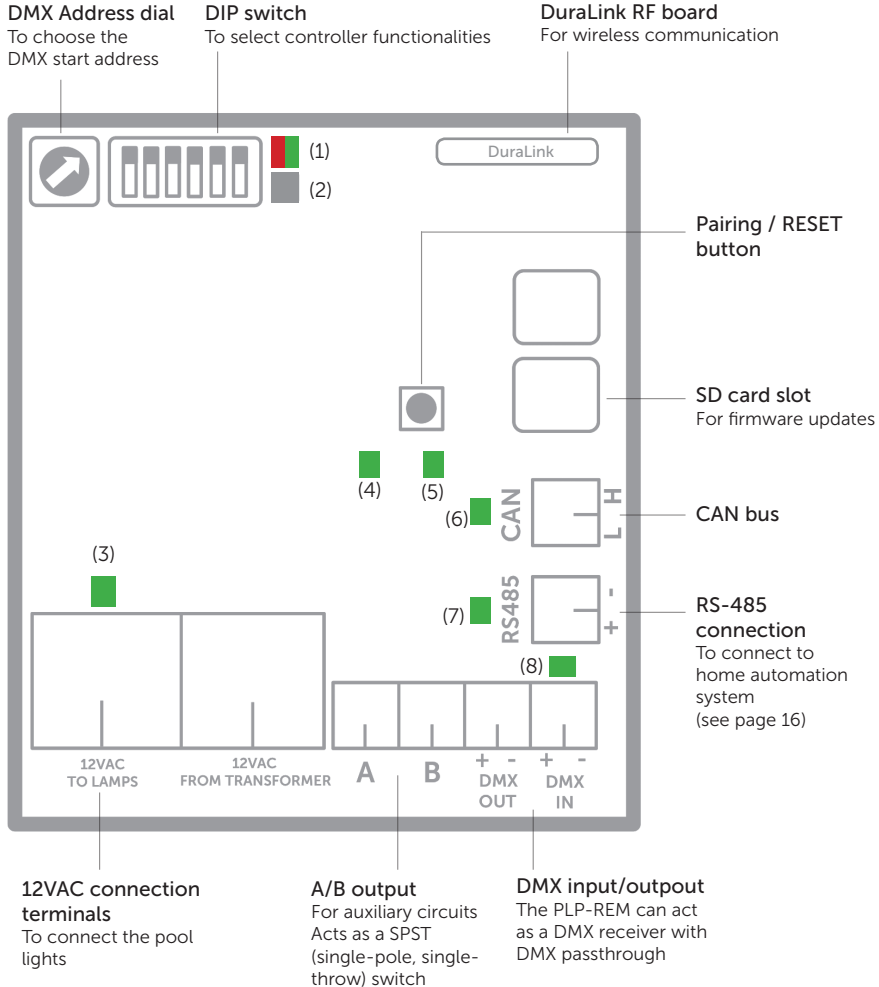 DMX Address dial
To choose the
DMX start address
DIP switch
To select controller functionalities
DuraLink RF board
For wireless communication
(1)
(2)
DuraLink
Pairing / RESET
button
SD card slot
For firmware updates
(4)
(5)
(6)
CAN
H
L
CAN bus
(3)
(7)
RS485
-
+
RS-485
connection
To connect to
home automation
system
(see page 16)
(8)
12VAC
TO LAMPS
12VAC
FROM TRANSFORMER
A
B
+ -
DMX
OUT
+ -
DMX
IN
12VAC connection
terminals
To connect the pool
lights
A/B output
For auxiliary circuits
Acts as a SPST
(single-pole, single-
throw) switch
DMX input/outpout
The PLP-REM can act
as a DMX receiver with
DMX passthrough